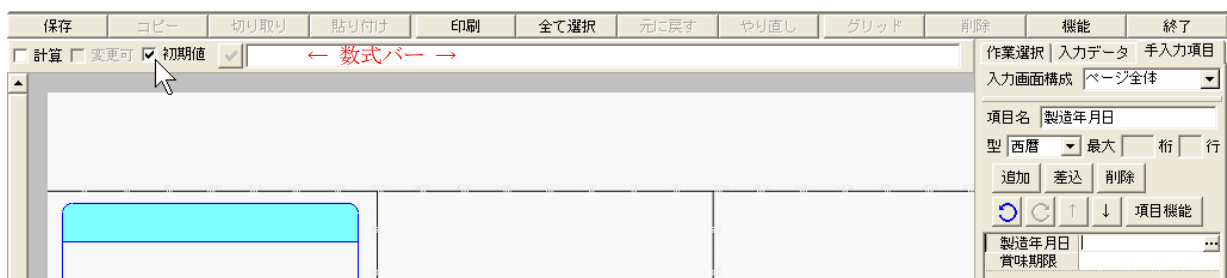 保存 コピー 切り取り 貼り付け 印刷 全て選択 元に戻す やり直し グリッド 削除 機能 終了
計算 変更可 初期値 ← 数式バー →
作業選択 入力データ 手入力項目
入力画面構成 ページ全体
項目名 製造年月日
型 西暦 最大 桁 行
追加 差込 削除
↑ ↓ 項目機能
製造年月日 ...
賞味期限